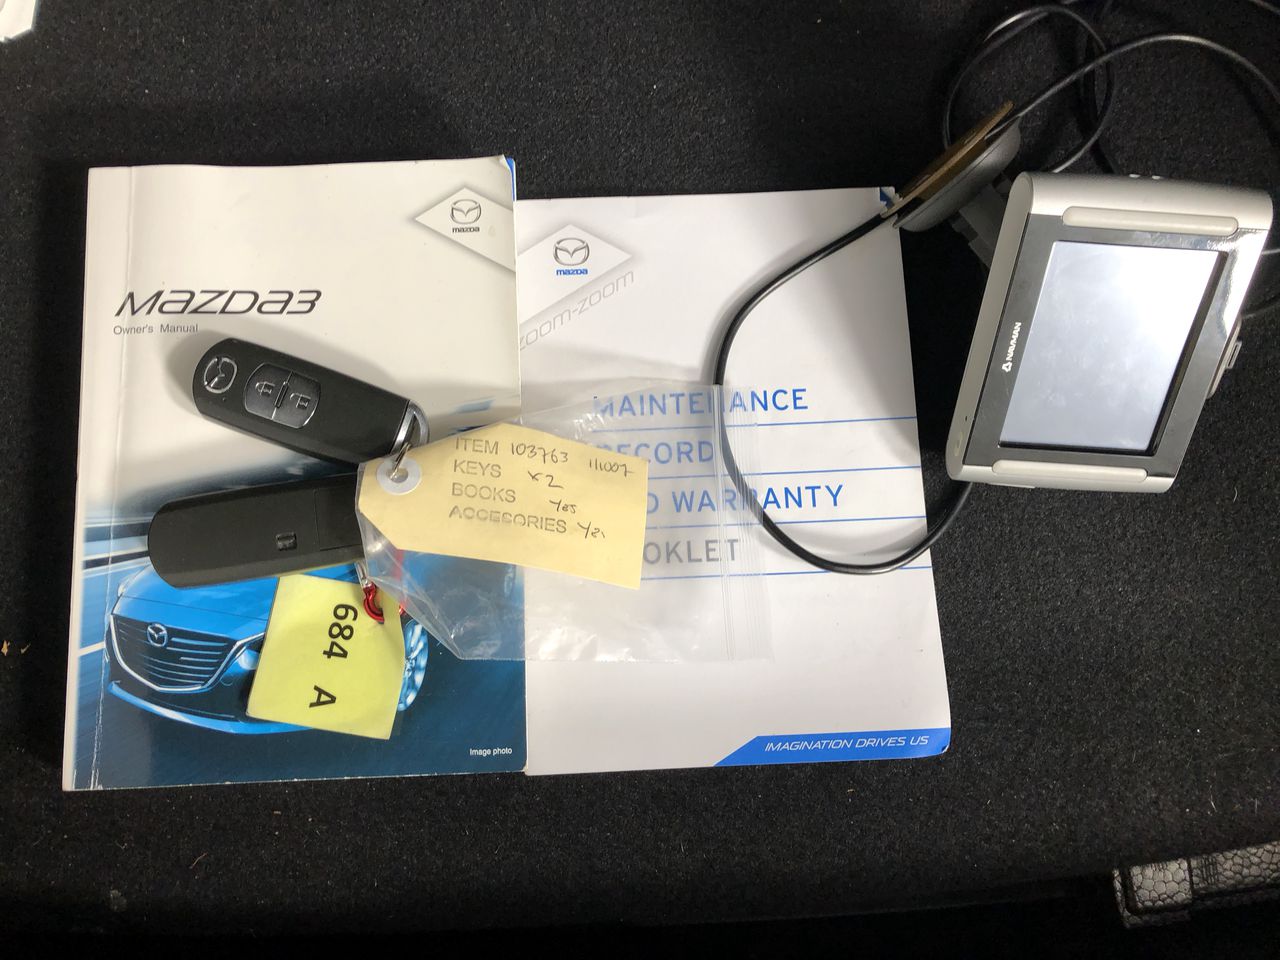 mazda
mazda
zoom-zoom
mazda3
Owner's Manual
MAINTENANCE
RECORD
WARRANTY
OKLET
ITEM 103763 111007
KEYS x2
BOOKS Yes
ACCESORIES Yes
684 A
Image photo
IMAGINATION DRIVES US
NAVMAN